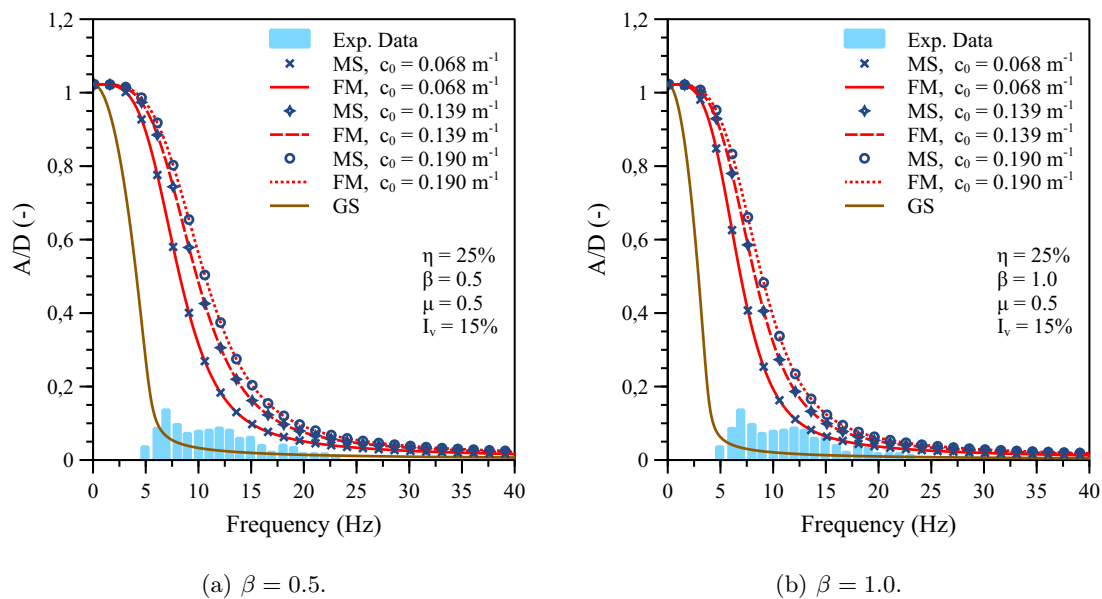 1,2
1
0,8
0,6
0,4
0,2
0
A/D (-)
0 5 10 15 20 25 30 35 40
Frequency (Hz)
Exp. Data
MS, c₀ = 0.068 m⁻¹
FM, c₀ = 0.068 m⁻¹
MS, c₀ = 0.139 m⁻¹
FM, c₀ = 0.139 m⁻¹
MS, c₀ = 0.190 m⁻¹
FM, c₀ = 0.190 m⁻¹
GS
η = 25%
β = 0.5
μ = 0.5
Iᵥ = 15%
(a) β = 0.5.
1,2
1
0,8
0,6
0,4
0,2
0
A/D (-)
0 5 10 15 20 25 30 35 40
Frequency (Hz)
Exp. Data
MS, c₀ = 0.068 m⁻¹
FM, c₀ = 0.068 m⁻¹
MS, c₀ = 0.139 m⁻¹
FM, c₀ = 0.139 m⁻¹
MS, c₀ = 0.190 m⁻¹
FM, c₀ = 0.190 m⁻¹
GS
η = 25%
β = 1.0
μ = 0.5
Iᵥ = 15%
(b) β = 1.0.